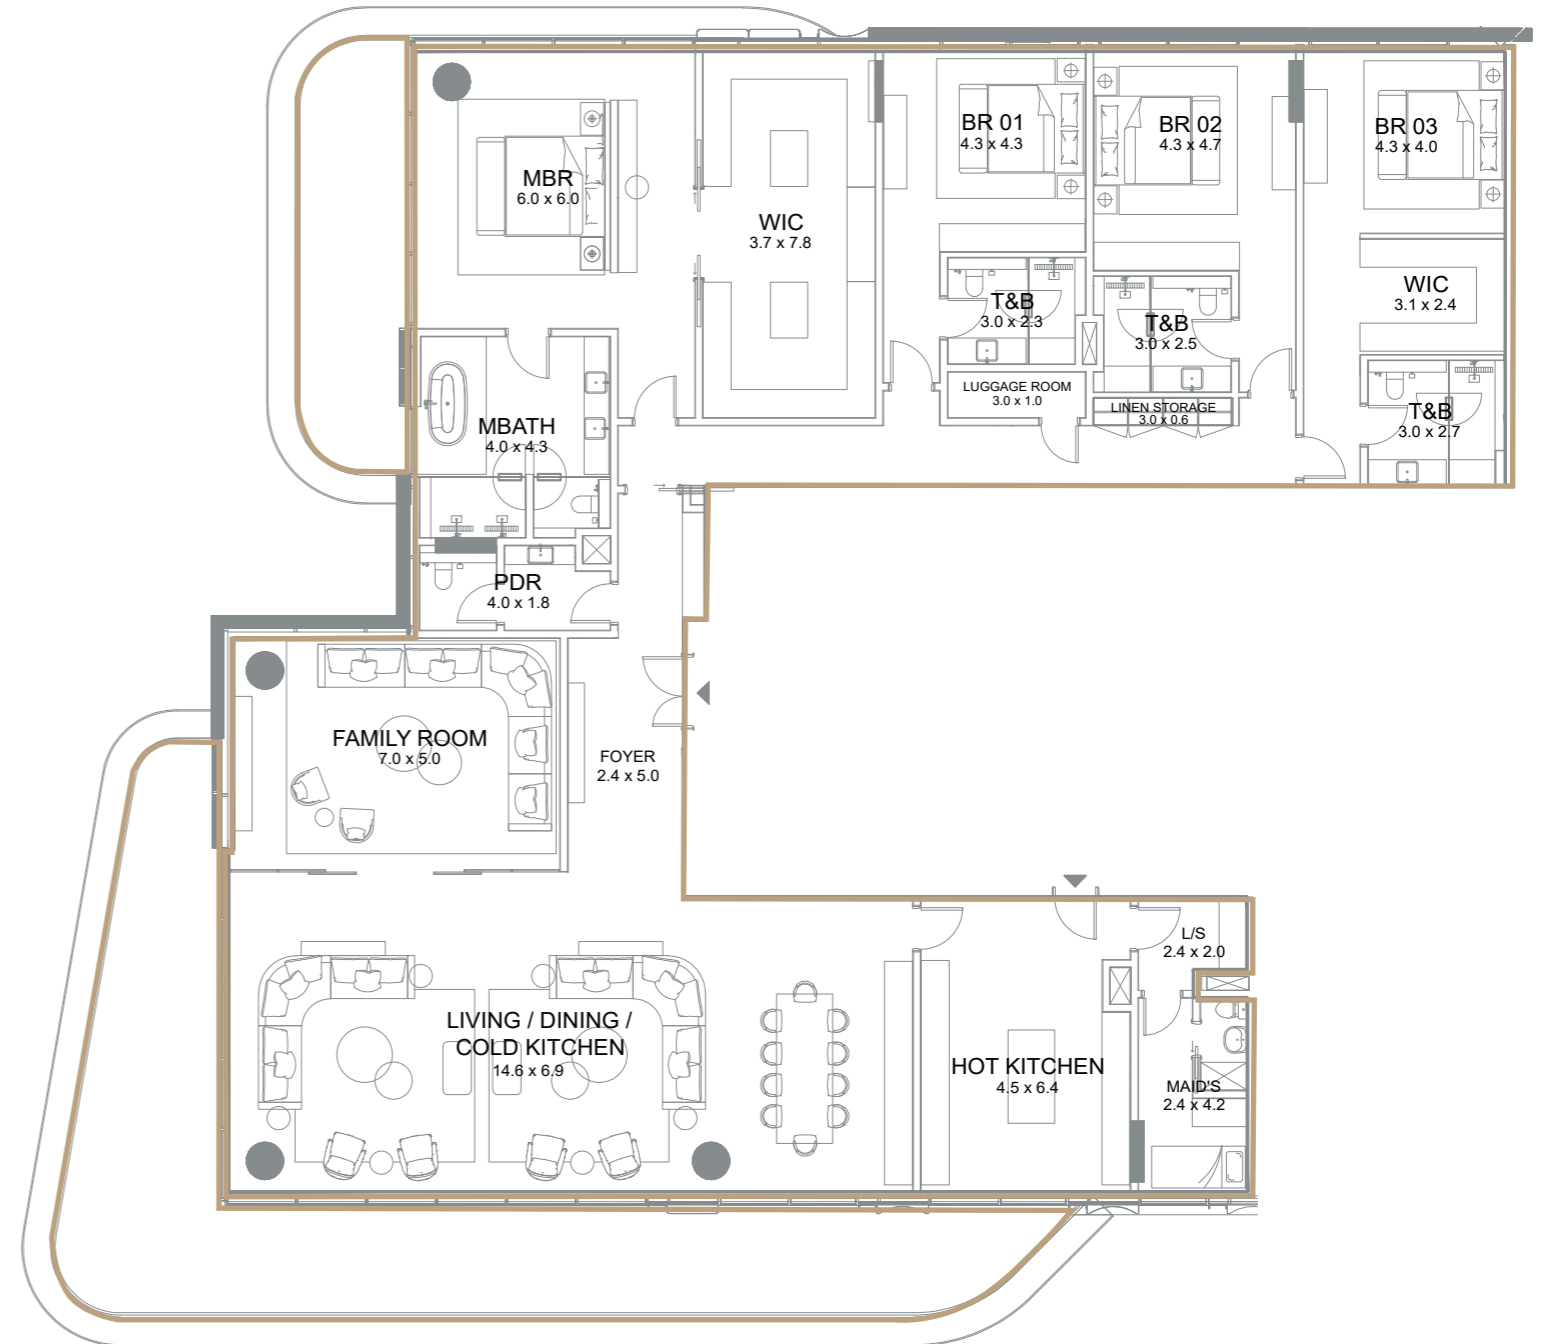 MBR
6.0 x 6.0
WIC
3.7 x 7.8
BR 01
4.3 x 4.3
BR 02
4.3 x 4.7
BR 03
4.3 x 4.0
T&B
3.0 x 2.3
T&B
3.0 x 2.5
WIC
3.1 x 2.4
LUGGAGE ROOM
3.0 x 1.0
LINEN STORAGE
3.0 x 0.6
T&B
3.0 x 2.7
MBATH
4.0 x 4.3
PDR
4.0 x 1.8
FAMILY ROOM
7.0 x 5.0
FOYER
2.4 x 5.0
L/S
2.4 x 2.0
LIVING / DINING /
COLD KITCHEN
14.6 x 6.9
HOT KITCHEN
4.5 x 6.4
MAID'S
2.4 x 4.2